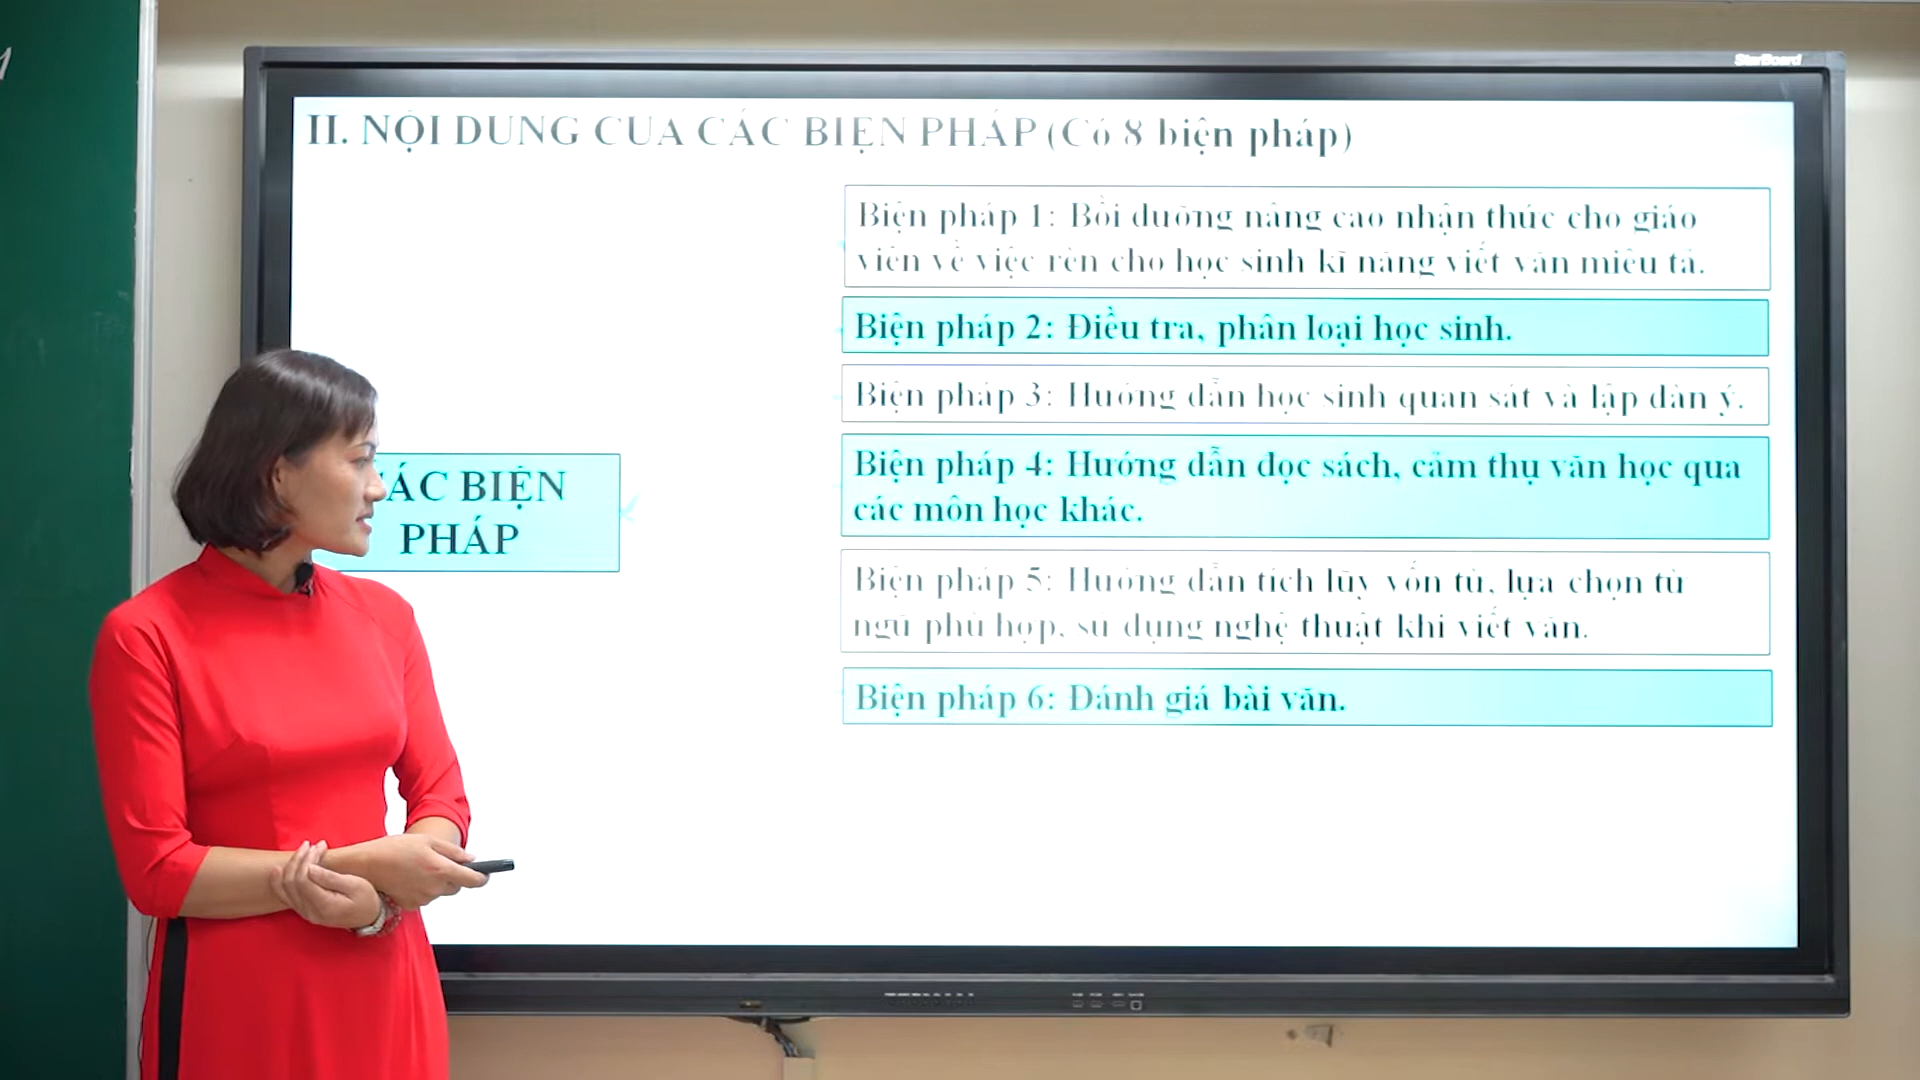 StarBoard
II. NỘI DUNG CỦA CÁC BIỆN PHÁP (Có 8 biện pháp)
Biện pháp 1: Bồi dưỡng nâng cao nhận thức cho giáo
viên về việc rèn cho học sinh kĩ năng viết văn miêu tả.
Biện pháp 2: Điều tra, phân loại học sinh.
Biện pháp 3: Hướng dẫn học sinh quan sát và lập dàn ý.
CÁC BIỆN
PHÁP
Biện pháp 4: Hướng dẫn đọc sách, cảm thụ văn học qua
các môn học khác.
Biện pháp 5: Hướng dẫn tích lũy vốn từ, lựa chọn từ
ngữ phù hợp, sử dụng nghệ thuật khi viết văn.
Biện pháp 6: Đánh giá bài văn.